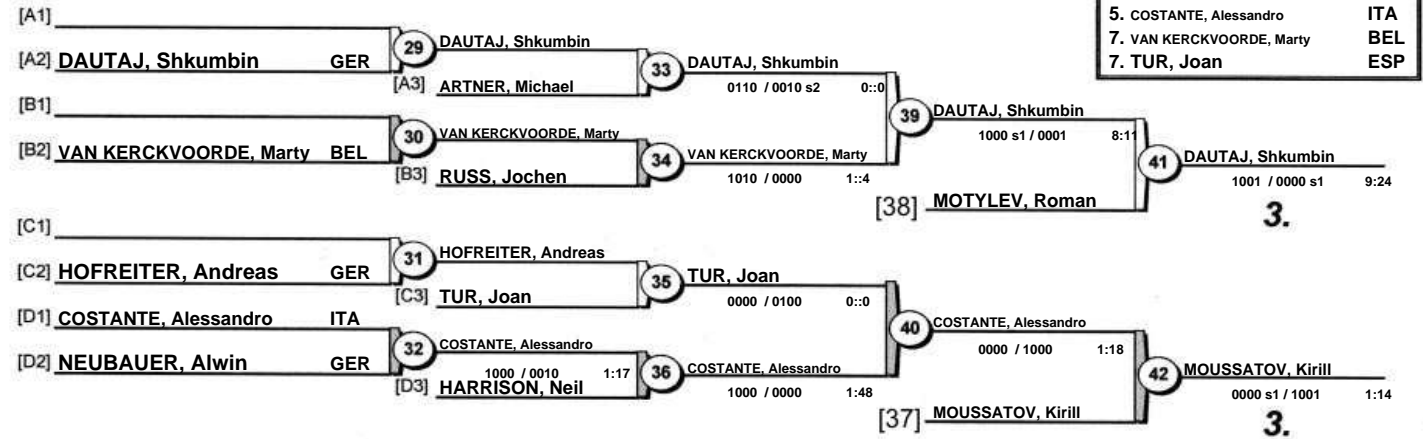 5. COSTANTE, Alessandro ITA
7. VAN KERCKVOORDE, Marty BEL
7. TUR, Joan ESP
[A1]
[A2] DAUTAJ, Shkumbin GER
29 DAUTAJ, Shkumbin
[A3] ARTNER, Michael
33 DAUTAJ, Shkumbin
0110 / 0010 s2 0::0
[B1]
[B2] VAN KERCKVOORDE, Marty BEL
30 VAN KERCKVOORDE, Marty
[B3] RUSS, Jochen
34 VAN KERCKVOORDE, Marty
1010 / 0000 1::4
39 DAUTAJ, Shkumbin
1000 s1 / 0001 8:11
[38] MOTYLEV, Roman
41 DAUTAJ, Shkumbin
1001 / 0000 s1 9:24
3.
[C1]
[C2] HOFREITER, Andreas GER
31 HOFREITER, Andreas
[C3] TUR, Joan
35 TUR, Joan
0000 / 0100 0::0
[D1] COSTANTE, Alessandro ITA
[D2] NEUBAUER, Alwin GER
32 COSTANTE, Alessandro
1000 / 0010 1:17
[D3] HARRISON, Neil
36 COSTANTE, Alessandro
1000 / 0000 1:48
40 COSTANTE, Alessandro
0000 / 1000 1:18
[37] MOUSSATOV, Kirill
42 MOUSSATOV, Kirill
0000 s1 / 1001 1:14
3.